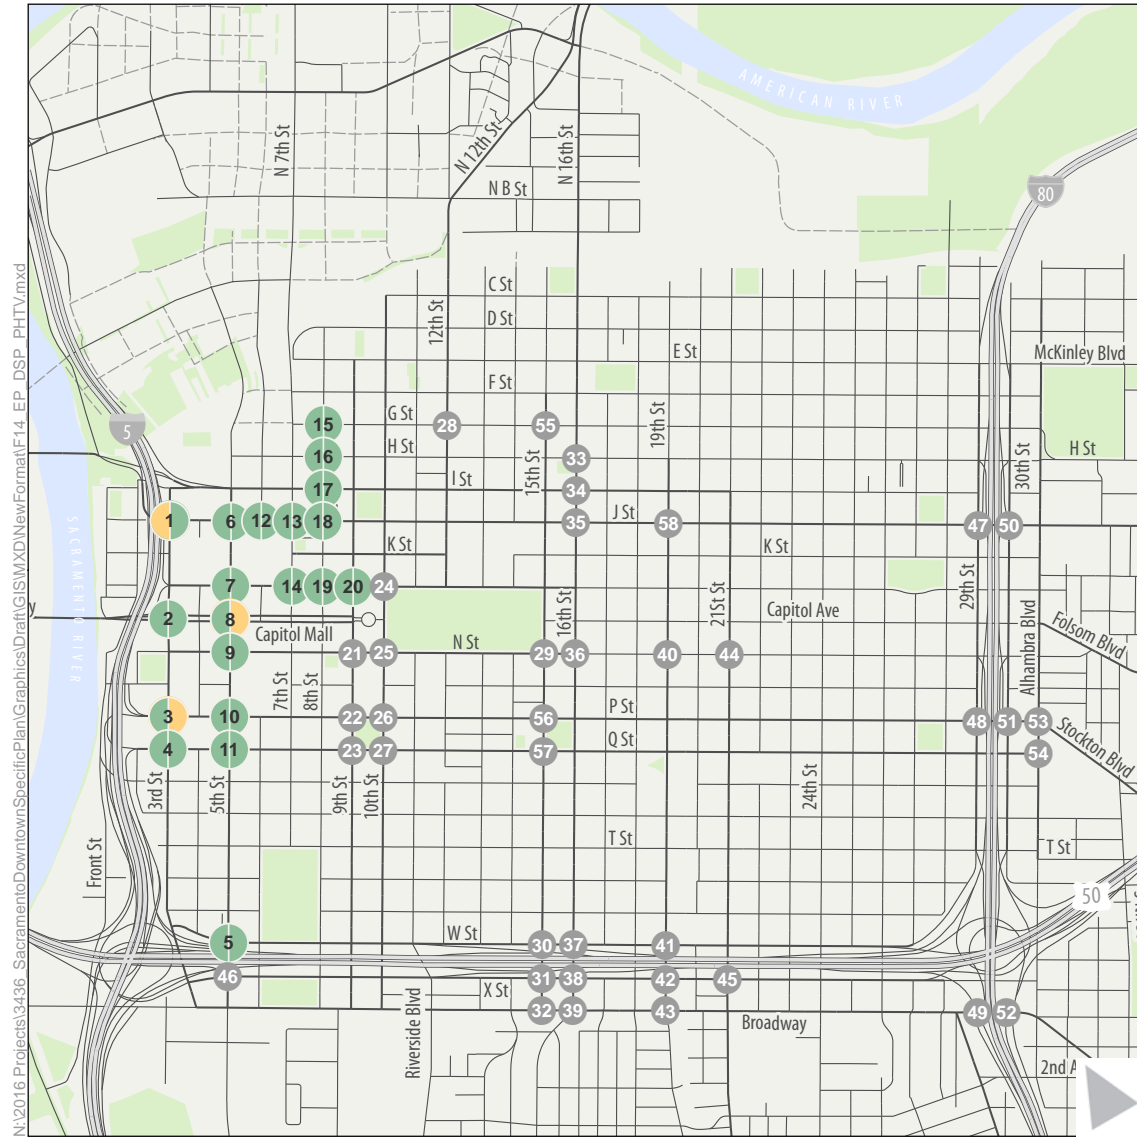 AMERICAN RIVER
N 7th St
N 12th St
N 16th St
N B St
80
C St
D St
12th St
E St
McKinley Blvd
F St
5
G St
15
28
55
19th St
H St
16
33
H St
I St
15th St
30th St
17
34
1
6
12
13
18
J St
35
58
47
50
K St
K St
7
14
19
20
24
29th St
SACRAMENTO RIVER
2
8
Capitol Mall
16th St
21st St
Capitol Ave
Alhambra Blvd
Folsom Blvd
9
21
25
N St
29
36
40
44
7th St
8th St
3
10
22
26
P St
56
48
51
53
Stockton Blvd
4
11
23
27
Q St
57
54
3rd St
5th St
9th St
10th St
24th St
Front St
T St
T St
50
5
W St
30
37
41
46
X St
31
38
42
45
32
39
43
Riverside Blvd
Broadway
49
52
2nd A
N:\2016 Projects\3436_SacramentoDowntownSpecificPlan\Graphics\Draft\GIS\MXD\NewFormat\F14_EP_DSP_PHTV.mxd